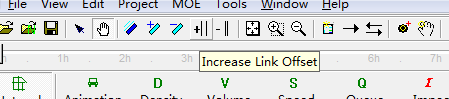 File View Edit Project MOE Tools Window Help
1h 2h 3h 6h 7h
Increase Link Offset
D V S Q I
Animation Density Volume Speed Queue